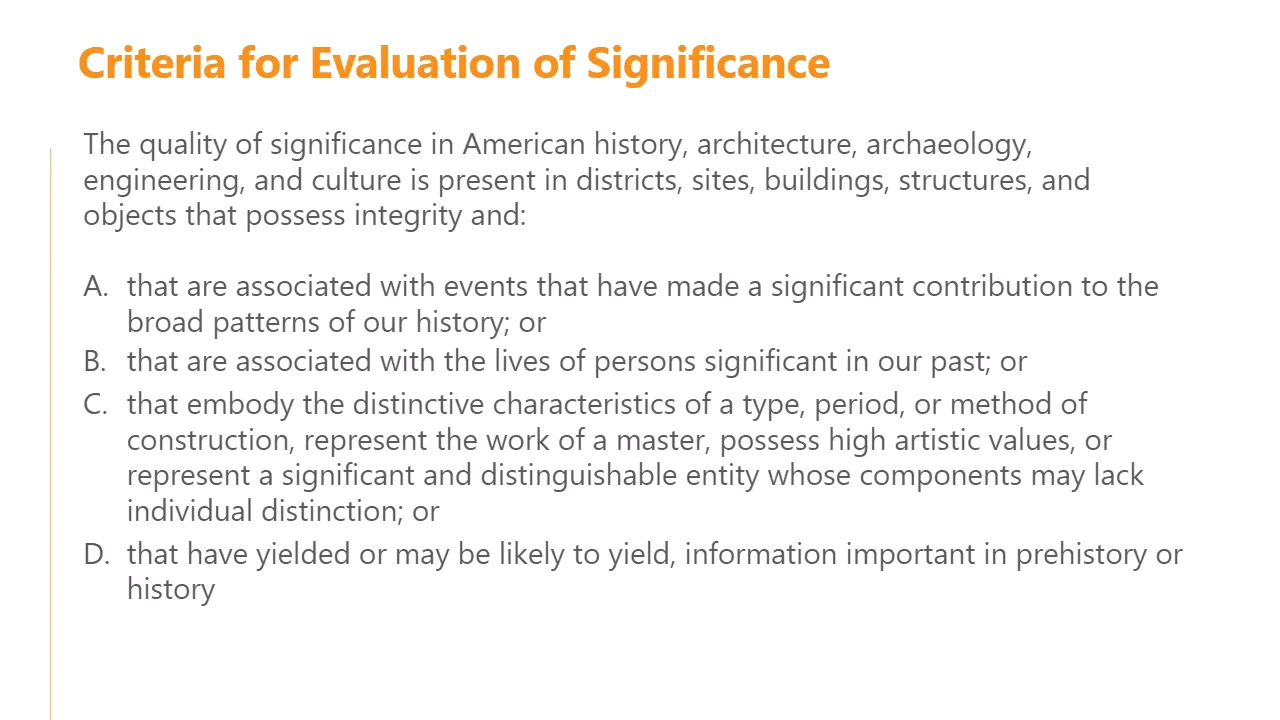 Criteria for Evaluation of Significance
The quality of significance in American history, architecture, archaeology,
engineering, and culture is present in districts, sites, buildings, structures, and
objects that possess integrity and:
A. that are associated with events that have made a significant contribution to the
broad patterns of our history; or
B. that are associated with the lives of persons significant in our past; or
C. that embody the distinctive characteristics of a type, period, or method of
construction, represent the work of a master, possess high artistic values, or
represent a significant and distinguishable entity whose components may lack
individual distinction; or
D. that have yielded or may be likely to yield, information important in prehistory or
history